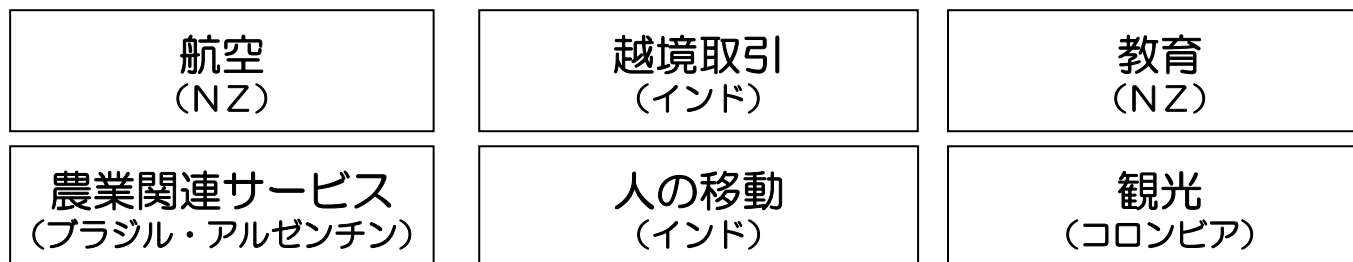 航空
（ＮＺ）
越境取引
（インド）
教育
（ＮＺ）
農業関連サービス
（ブラジル・アルゼンチン）
人の移動
（インド）
観光
（コロンビア）